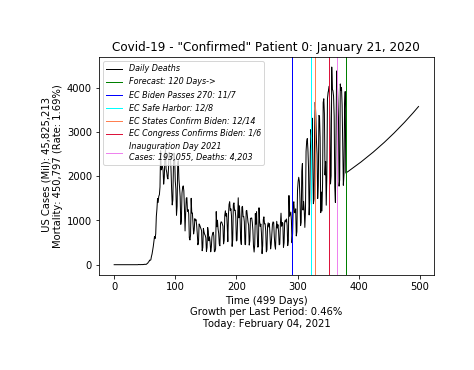 Covid-19 - "Confirmed" Patient 0: January 21, 2020
US Cases (Mil): 45,825,213
Mortality: 450,797 (Rate: 1.69%)
4000
3000
2000
1000
0
Daily Deaths
Forecast: 120 Days->
EC Biden Passes 270: 11/7
EC Safe Harbor: 12/8
EC States Confirm Biden: 12/14
EC Congress Confirms Biden: 1/6
Inauguration Day
Cases: 193,055, Deaths: 4,203
0 100 200 300 400 500
Time (499 Days)
Growth per Last Period: 0.46%
Today: February 04, 2021